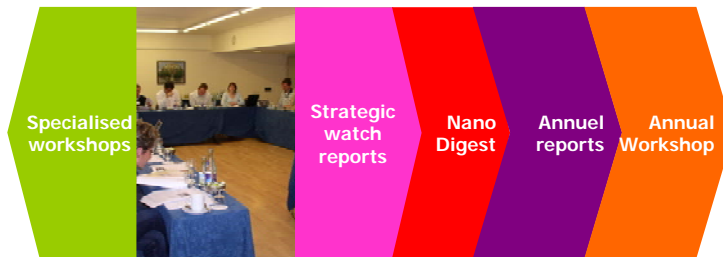 Specialised
workshops
Strategic
watch
reports
Nano
Digest
Annuel
reports
Annual
Workshop